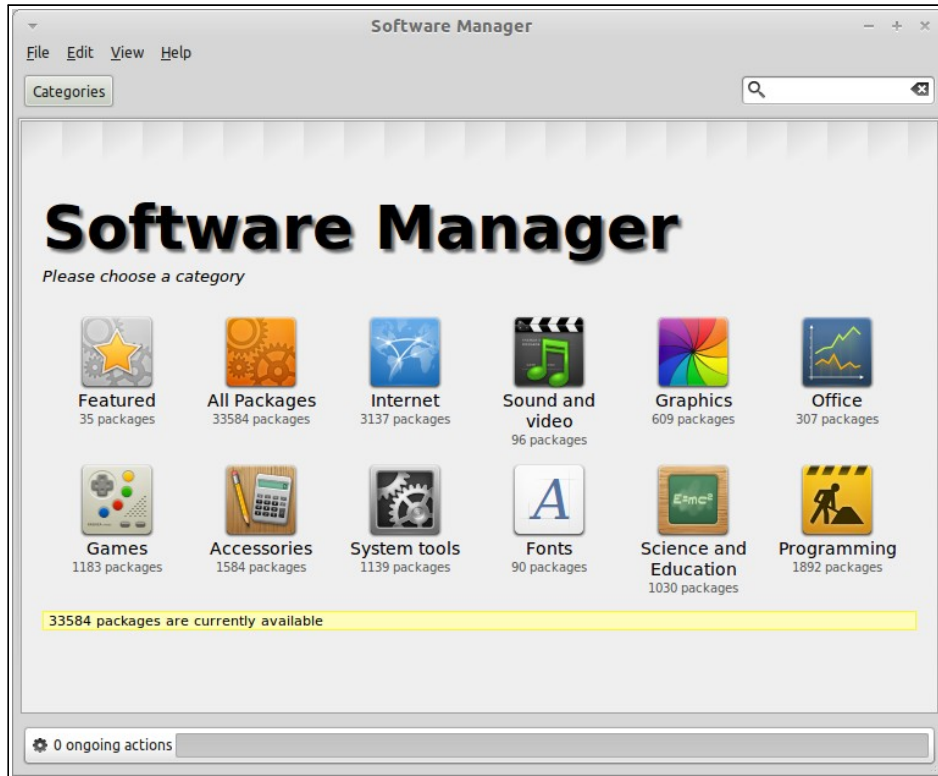 Software Manager
File Edit View Help
Categories
Software Manager
Please choose a category
Featured
35 packages
All Packages
33584 packages
Internet
3137 packages
Sound and
video
96 packages
Graphics
609 packages
Office
307 packages
Games
1183 packages
Accessories
1584 packages
System tools
1139 packages
A
Fonts
90 packages
E=mc²
Science and
Education
1030 packages
Programming
1892 packages
33584 packages are currently available
0 ongoing actions